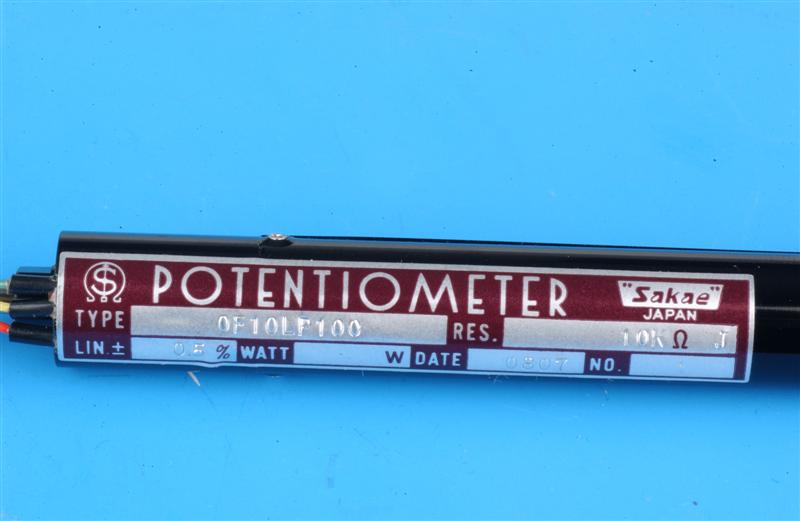 POTENTIOMETER "Sakae"
JAPAN
TYPE 0F10LF100 RES. 10KΩ J
LIN.± 0.5 % WATT W DATE 0807 NO.